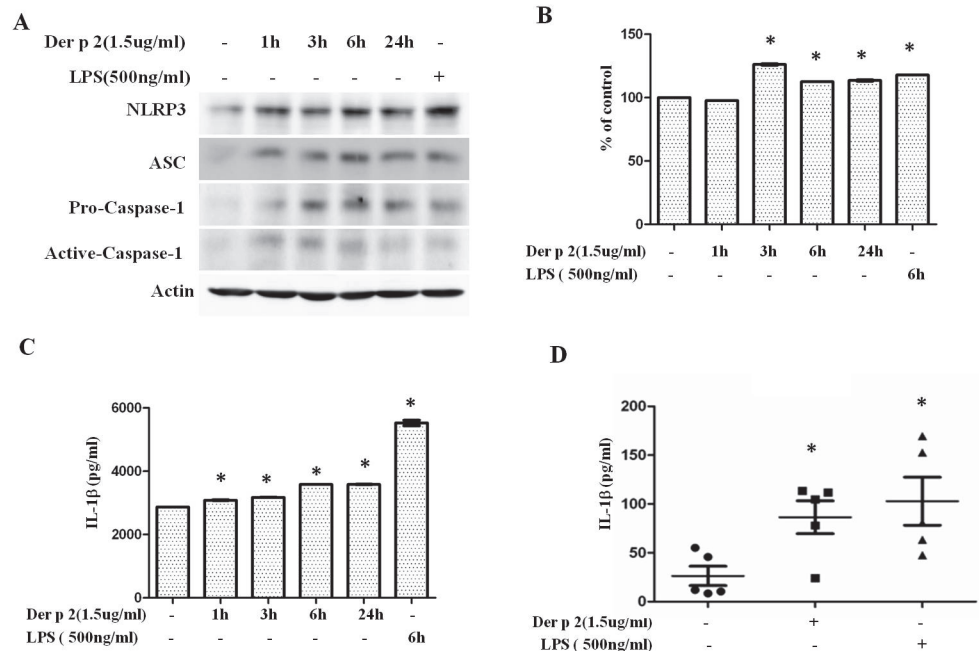 A
Der p 2(1.5ug/ml) - 1h 3h 6h 24h -
LPS(500ng/ml) - - - - - +
NLRP3
ASC
Pro-Caspase-1
Active-Caspase-1
Actin
B
% of control
150
100
50
0
* * * *
Der p 2(1.5ug/ml) - 1h 3h 6h 24h -
LPS ( 500ng/ml) - - - - - 6h
C
IL-1β (pg/ml)
6000
4000
2000
0
* * * * *
Der p 2(1.5ug/ml) - 1h 3h 6h 24h -
LPS ( 500ng/ml) - - - - - 6h
D
IL-1β (pg/ml)
200
150
100
50
0
* *
Der p 2(1.5ug/ml) - + -
LPS ( 500ng/ml) - - +